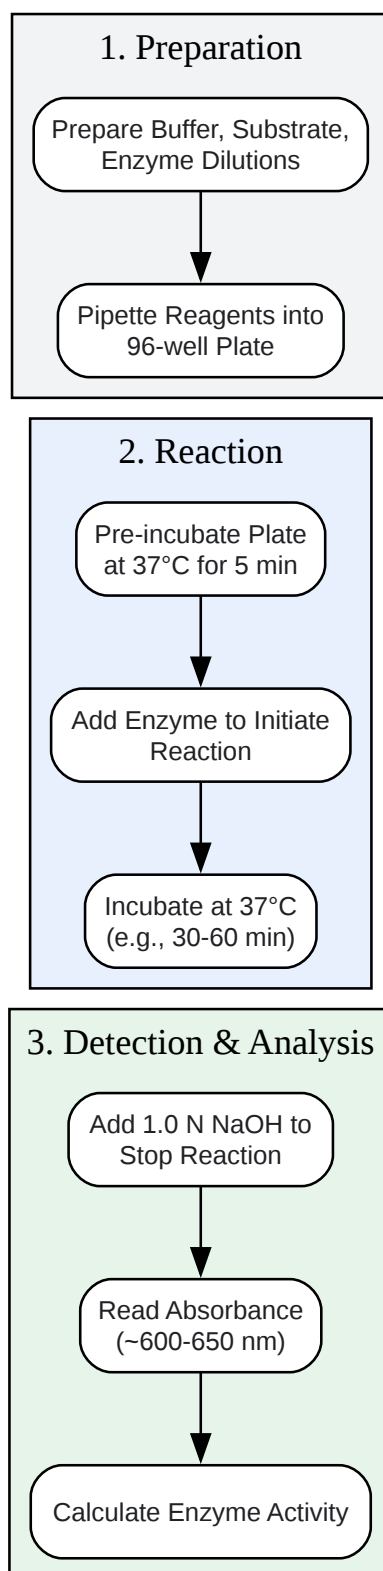 1. Preparation
Prepare Buffer, Substrate,
Enzyme Dilutions
Pipette Reagents into
96-well Plate
2. Reaction
Pre-incubate Plate
at 37°C for 5 min
Add Enzyme to Initiate
Reaction
Incubate at 37°C
(e.g., 30-60 min)
3. Detection & Analysis
Add 1.0 N NaOH to
Stop Reaction
Read Absorbance
(~600-650 nm)
Calculate Enzyme Activity